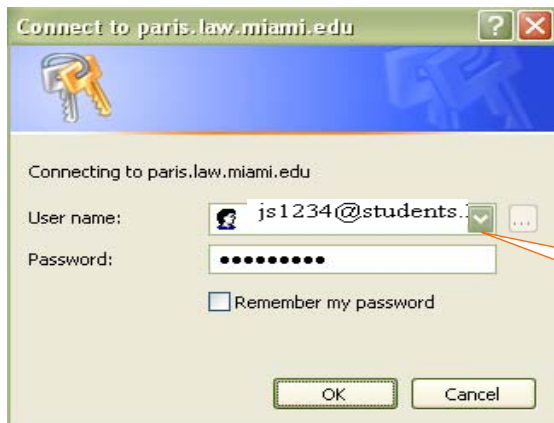 Connect to paris.law.miami.edu
Connecting to paris.law.miami.edu
User name: js1234@students.
Password: ●●●●●●●●●
Remember my password
OK Cancel